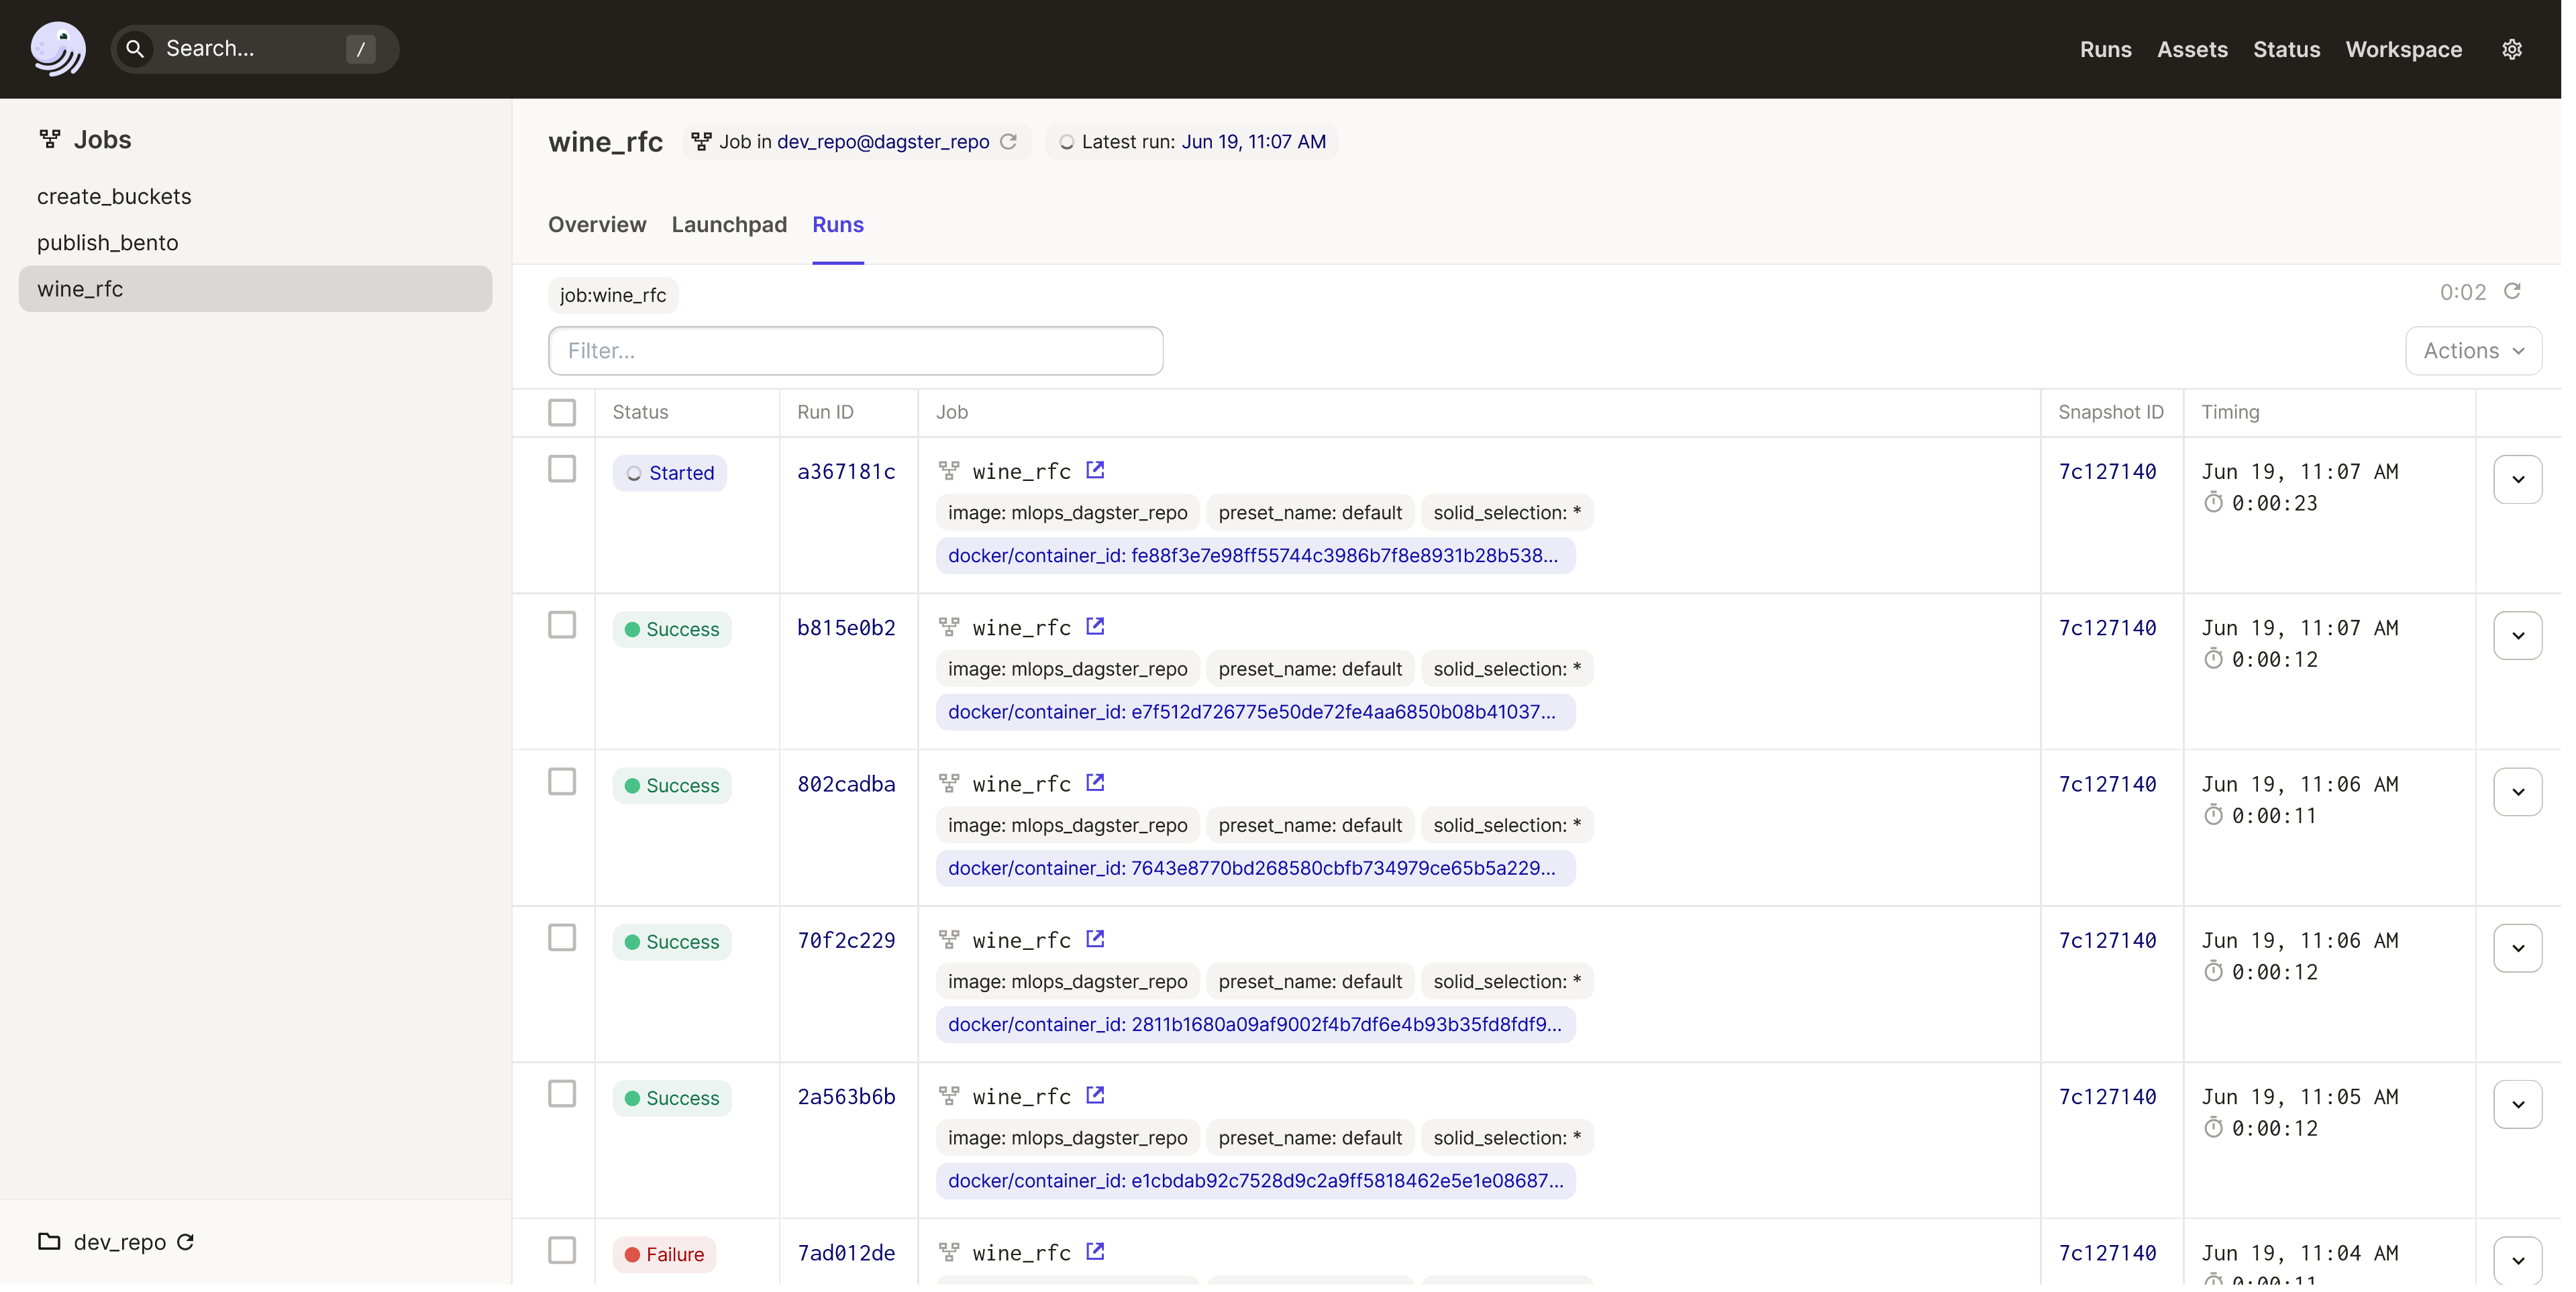 Search... /
Runs Assets Status Workspace
Jobs
create_buckets
publish_bento
wine_rfc
dev_repo
wine_rfc Job in dev_repo@dagster_repo Latest run: Jun 19, 11:07 AM
Overview Launchpad Runs
job:wine_rfc 0:02
Filter... Actions
Status Run ID Job Snapshot ID Timing
Started a367181c wine_rfc 7c127140 Jun 19, 11:07 AM
0:00:23
image: mlops_dagster_repo preset_name: default solid_selection: *
docker/container_id: fe88f3e7e98ff55744c3986b7f8e8931b28b538...
Success b815e0b2 wine_rfc 7c127140 Jun 19, 11:07 AM
0:00:12
image: mlops_dagster_repo preset_name: default solid_selection: *
docker/container_id: e7f512d726775e50de72fe4aa6850b08b41037...
Success 802cadba wine_rfc 7c127140 Jun 19, 11:06 AM
0:00:11
image: mlops_dagster_repo preset_name: default solid_selection: *
docker/container_id: 7643e8770bd268580cbfb734979ce65b5a229...
Success 70f2c229 wine_rfc 7c127140 Jun 19, 11:06 AM
0:00:12
image: mlops_dagster_repo preset_name: default solid_selection: *
docker/container_id: 2811b1680a09af9002f4b7df6e4b93b35fd8fdf9...
Success 2a563b6b wine_rfc 7c127140 Jun 19, 11:05 AM
0:00:12
image: mlops_dagster_repo preset_name: default solid_selection: *
docker/container_id: e1cbdab92c7528d9c2a9ff5818462e5e1e08687...
Failure 7ad012de wine_rfc 7c127140 Jun 19, 11:04 AM